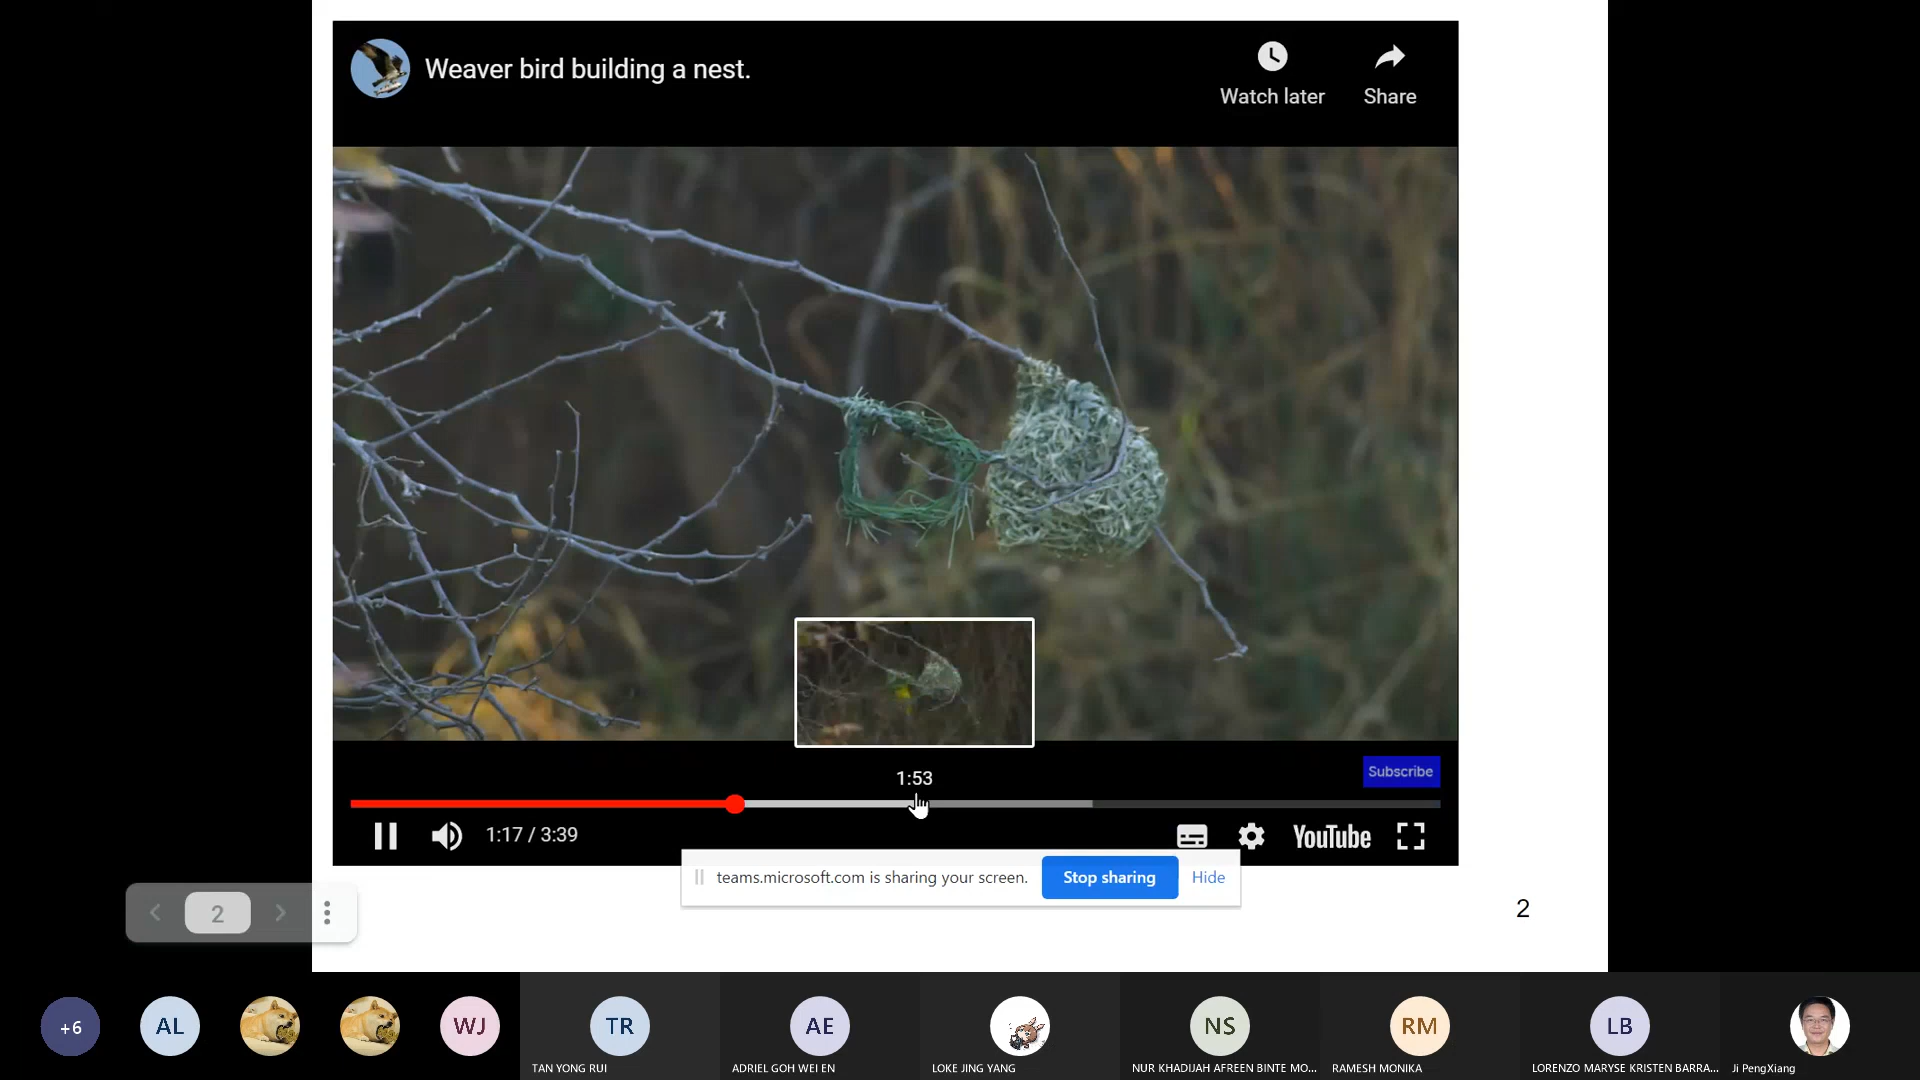 Weaver bird building a nest.
Watch later
Share
1:53
Subscribe
1:17 / 3:39
YouTube
teams.microsoft.com is sharing your screen.
Stop sharing
Hide
2
2
+6
AL
WJ
TR
AE
NS
RM
LB
TAN YONG RUI
ADRIEL GOH WEI EN
LOKE JING YANG
NUR KHADIJAH AFREEN BINTE MO...
RAMESH MONIKA
LORENZO MARYSE KRISTEN BARRA...
Ji PengXiang